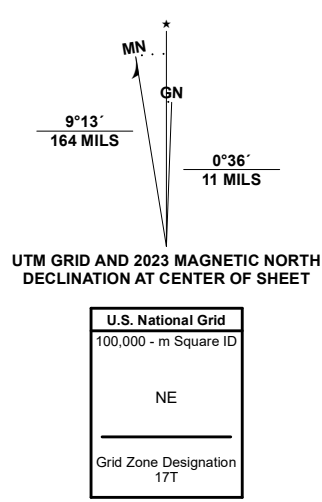 MN
GN
9°13´
164 MILS
0°36´
11 MILS
UTM GRID AND 2023 MAGNETIC NORTH
DECLINATION AT CENTER OF SHEET
U.S. National Grid
100,000 - m Square ID
NE
Grid Zone Designation
17T